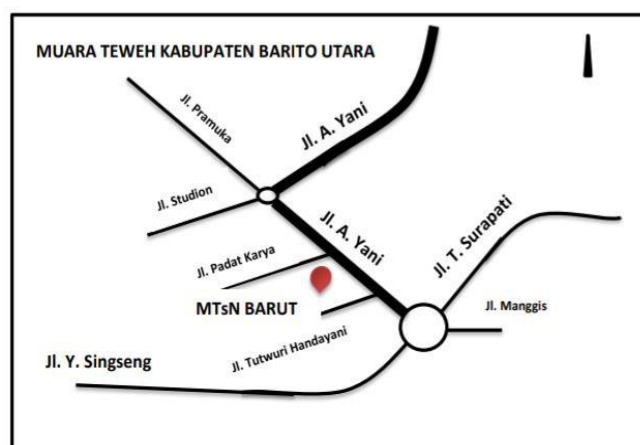 MUARA TEWEH KABUPATEN BARITO UTARA
Jl. Pramuka
Jl. A. Yani
Jl. Studion
Jl. A. Yani
Jl. T. Surapati
Jl. Padat Karya
MTsN BARUT
Jl. Manggis
Jl. Tutwuri Handayani
Jl. Y. Singseng